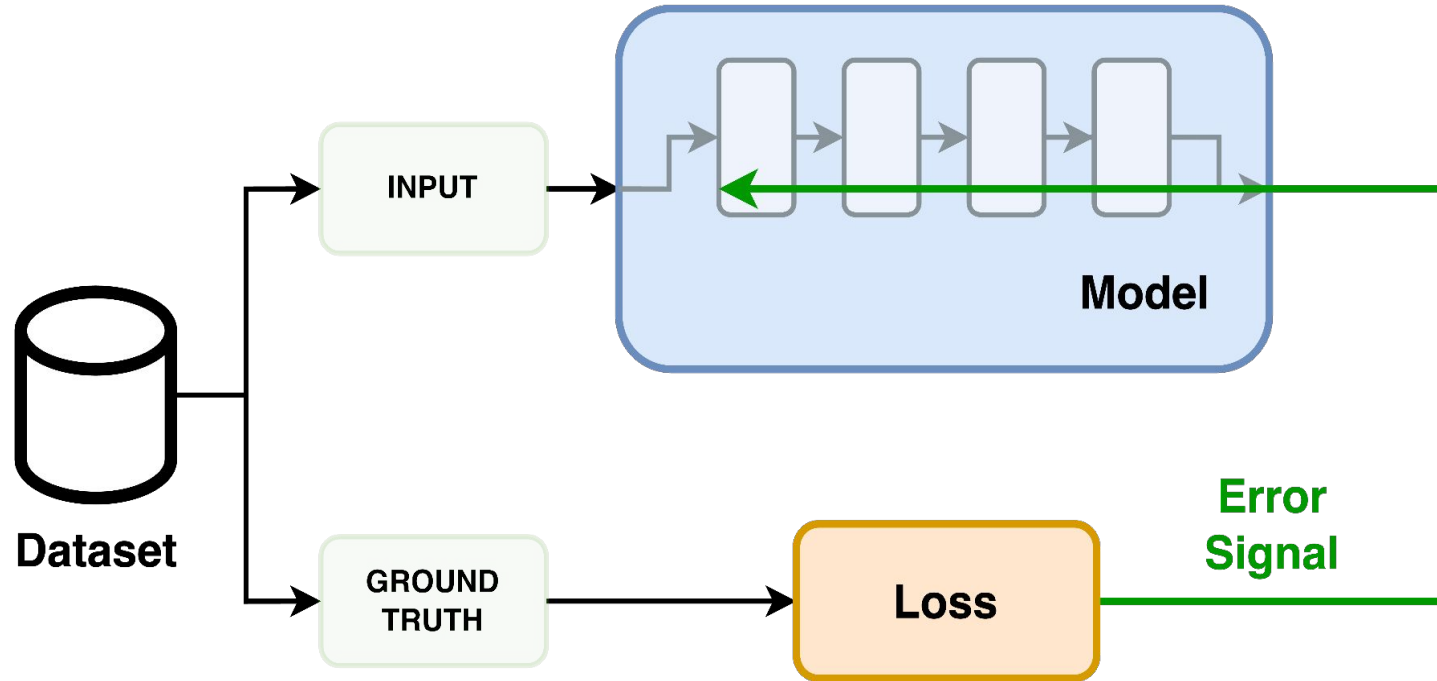 INPUT
Model
Dataset
GROUND
TRUTH
Loss
Error
Signal